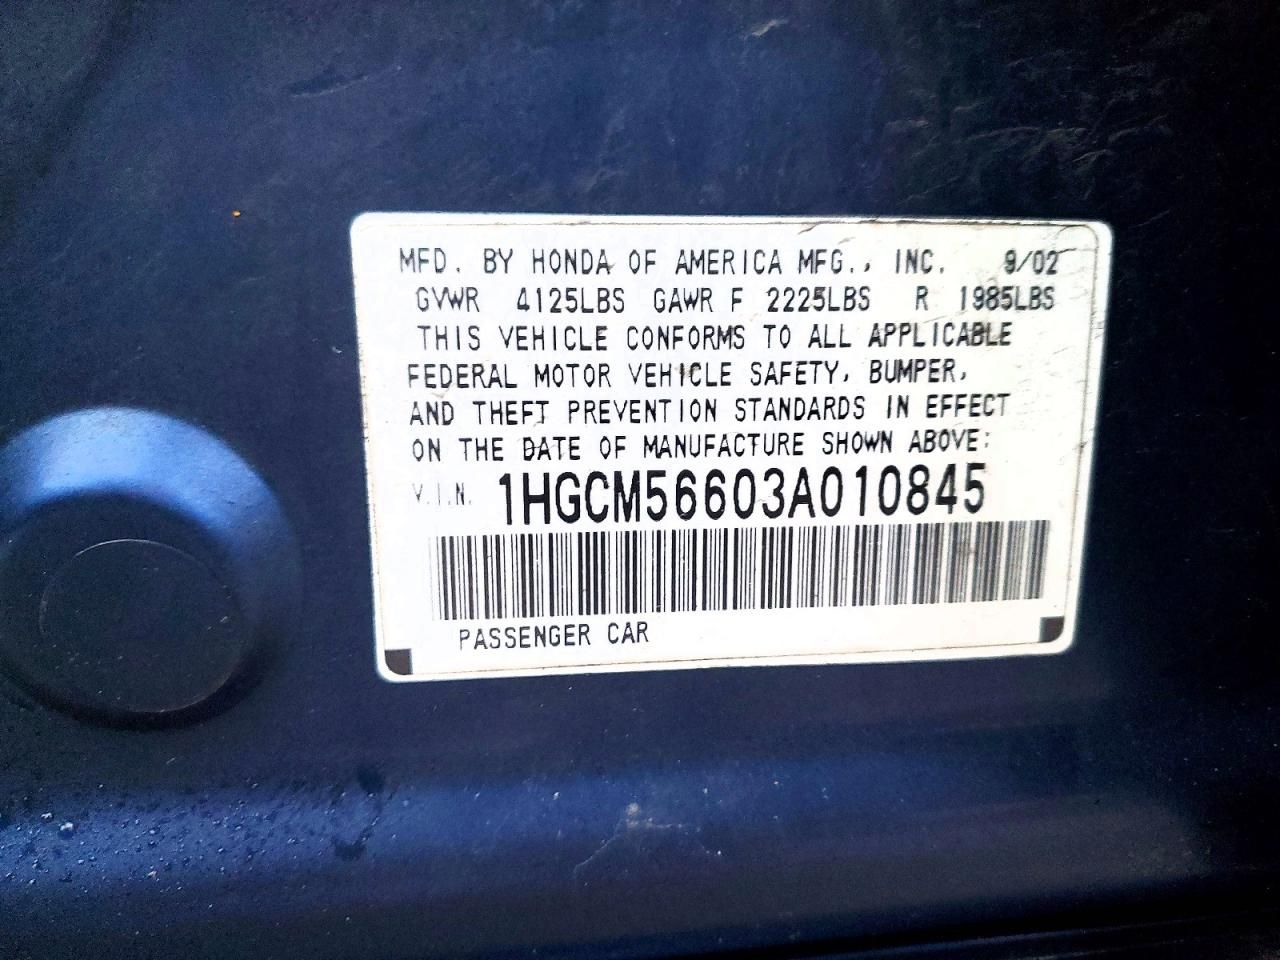 MFD. BY HONDA OF AMERICA MFG., INC. 9/02
GVWR 4125LBS GAWR F 2225LBS R 1985LBS
THIS VEHICLE CONFORMS TO ALL APPLICABLE
FEDERAL MOTOR VEHICLE SAFETY, BUMPER,
AND THEFT PREVENTION STANDARDS IN EFFECT
ON THE DATE OF MANUFACTURE SHOWN ABOVE:
V.I.N. 1HGCM56603A010845
PASSENGER CAR